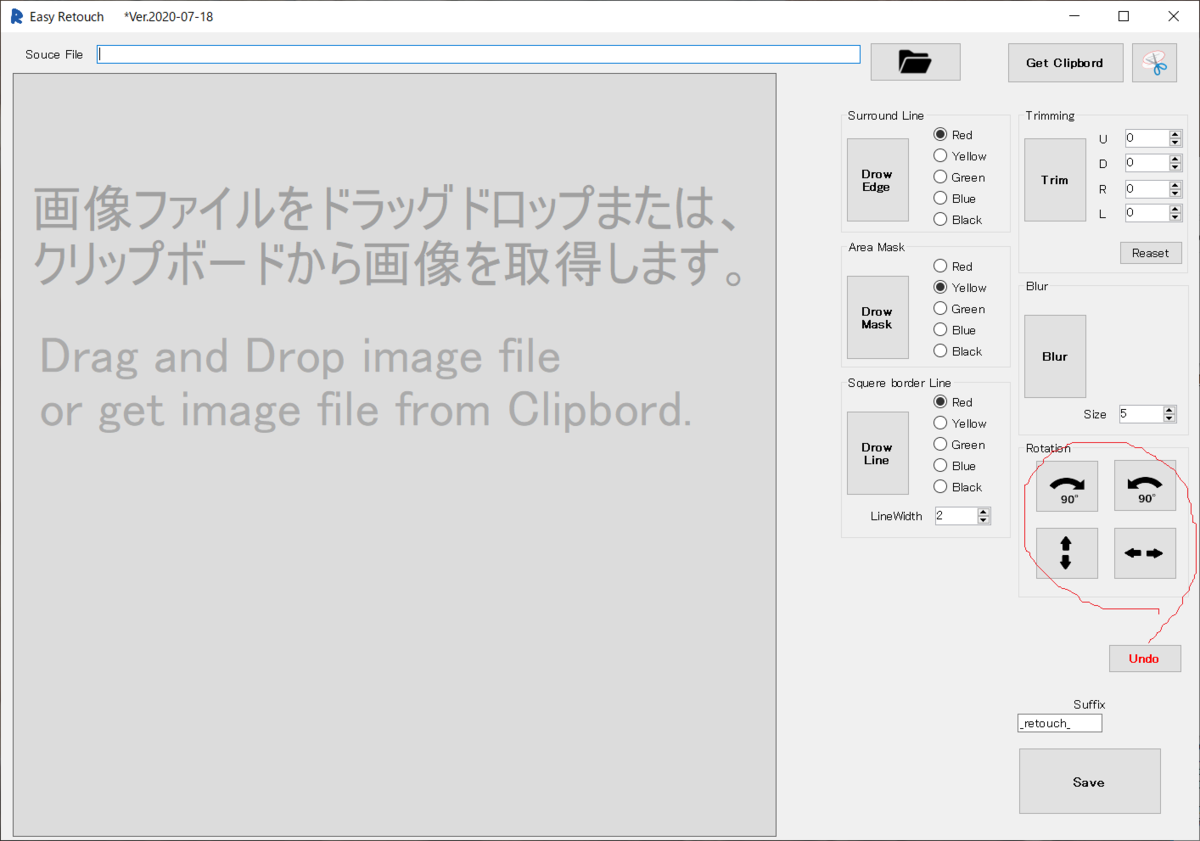 Easy Retouch *Ver.2020-07-18
Souce File
Get Clipbord
画像ファイルをドラッグドロップまたは、
クリップボードから画像を取得します。
Drag and Drop image file
or get image file from Clipbord.
Surround Line
Drow
Edge
Red
Yellow
Green
Blue
Black
Area Mask
Drow
Mask
Red
Yellow
Green
Blue
Black
Squere border Line
Drow
Line
Red
Yellow
Green
Blue
Black
LineWidth 2
Trimming
Trim
U 0
D 0
R 0
L 0
Reaset
Blur
Blur
Size 5
Rotation
90°
90°
Undo
Suffix
_retouch_
Save